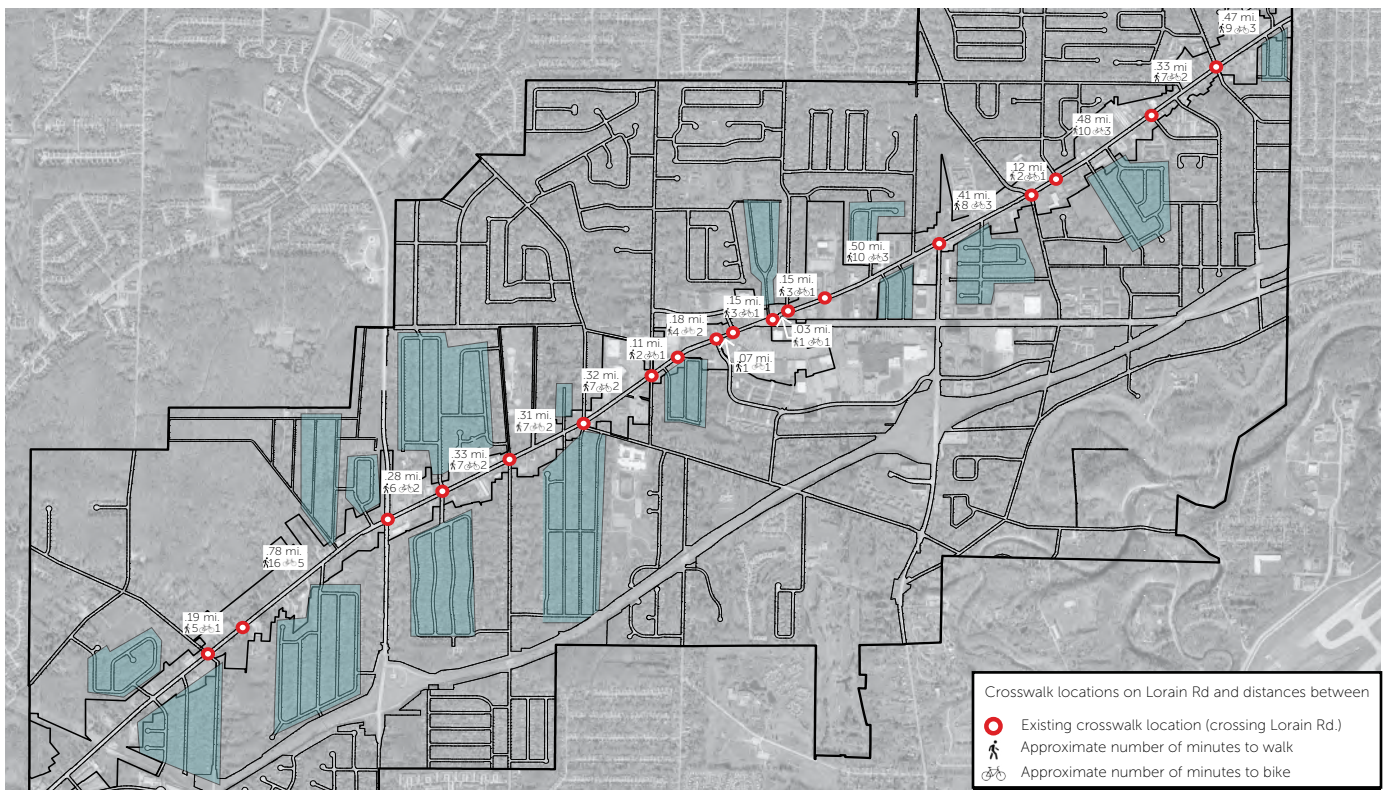 .47 mi.
9 3
.33 mi
7 2
.48 mi.
10 3
.12 mi.
2 1
.41 mi.
8 3
.50 mi.
10 3
.15 mi.
3 1
.15 mi.
3 1
.03 mi.
1 1
.18 mi.
4 2
.07 mi.
1 1
.11 mi.
2 1
.32 mi.
7 2
.31 mi.
7 2
.33 mi.
7 2
.28 mi.
6 2
.78 mi.
16 5
.19 mi.
5 1
Crosswalk locations on Lorain Rd and distances between
Existing crosswalk location (crossing Lorain Rd.)
Approximate number of minutes to walk
Approximate number of minutes to bike